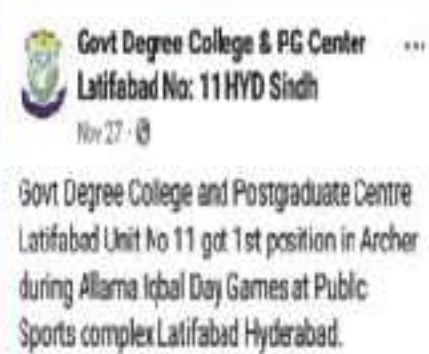 Govt Degree College & PG Center
Latifabad No: 11 HYD Sindh
Nov 27 ·
Govt Degree College and Postgraduate Centre
Latifabad Unit No 11 got 1st position in Archer
during Allama Iqbal Day Games at Public
Sports complex Latifabad Hyderabad.